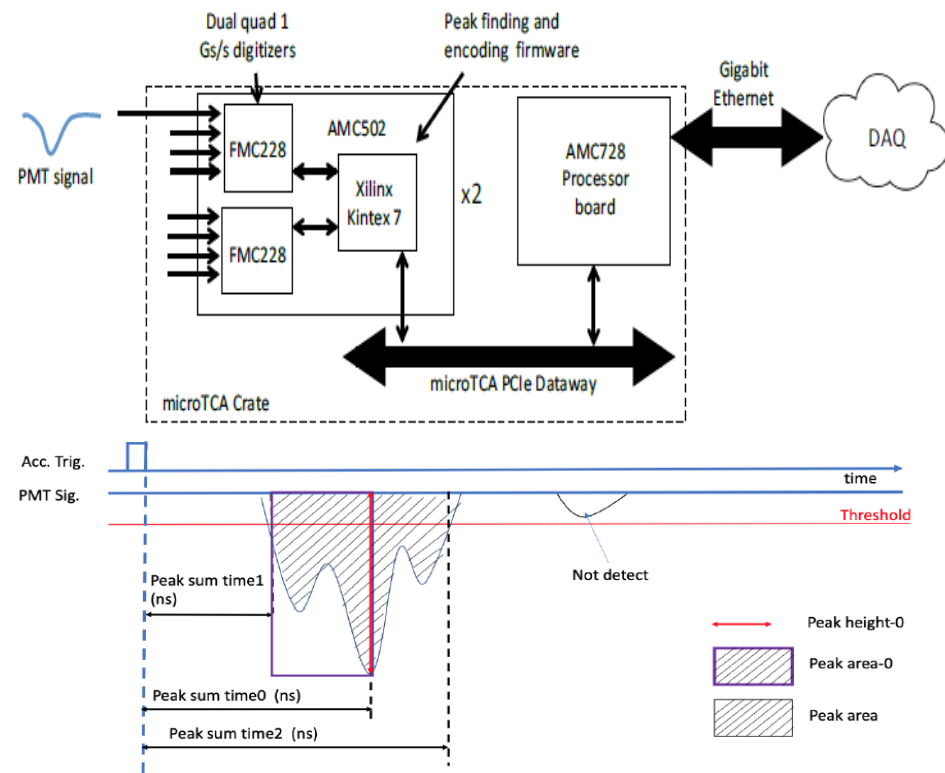 Dual quad 1
Gs/s digitizers
Peak finding and
encoding firmware
Gigabit
Ethernet
PMT signal
FMC228
AMC502
Xilinx
Kintex 7
x2
FMC228
AMC728
Processor
board
DAQ
microTCA PCIe Dataway
microTCA Crate
Acc. Trig.
time
PMT Sig.
Threshold
Not detect
Peak sum time1
(ns)
Peak height-0
Peak area-0
Peak sum time0 (ns)
Peak area
Peak sum time2 (ns)